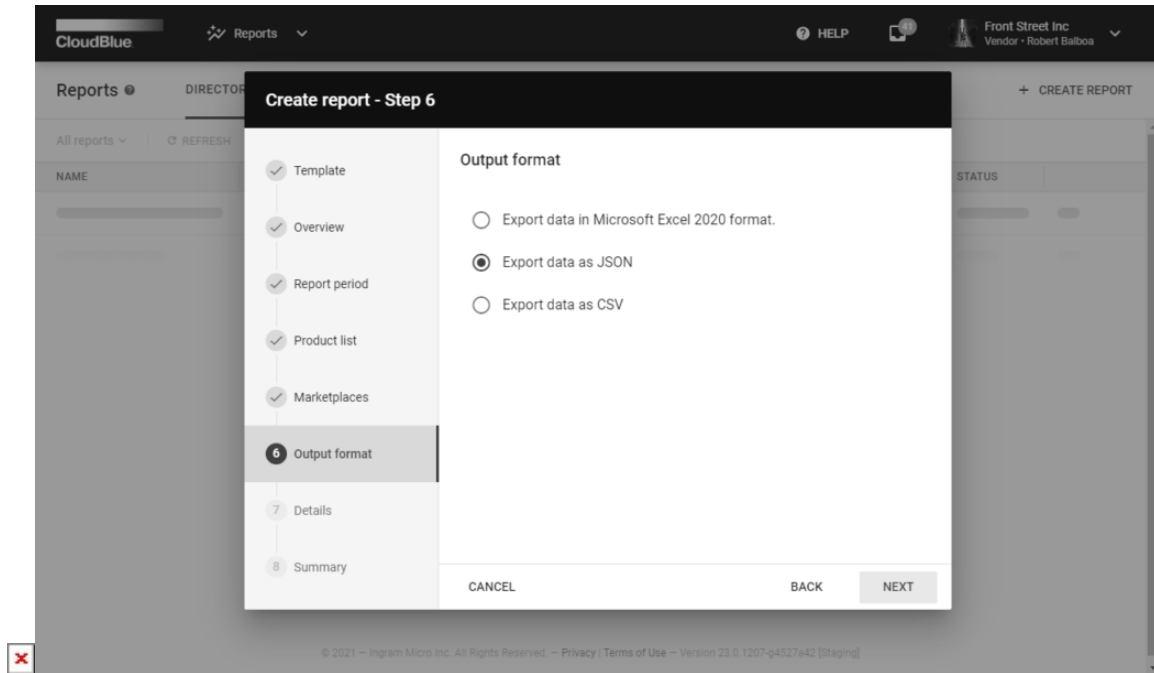 CloudBlue
Reports
HELP
43
Front Street Inc
Vendor • Robert Balboa
Reports
DIRECTOR
+ CREATE REPORT
All reports
REFRESH
NAME
STATUS
Create report - Step 6
Template
Overview
Report period
Product list
Marketplaces
6 Output format
7 Details
8 Summary
Output format
Export data in Microsoft Excel 2020 format.
Export data as JSON
Export data as CSV
CANCEL
BACK
NEXT
© 2021 – Ingram Micro Inc. All Rights Reserved. – Privacy | Terms of Use – Version 23.0.1207-g4527a42 [Staging]